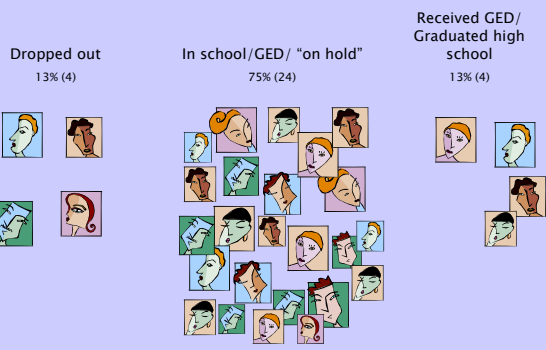 Dropped out
13% (4)
In school/GED/ “on hold”
75% (24)
Received GED/
Graduated high
school
13% (4)